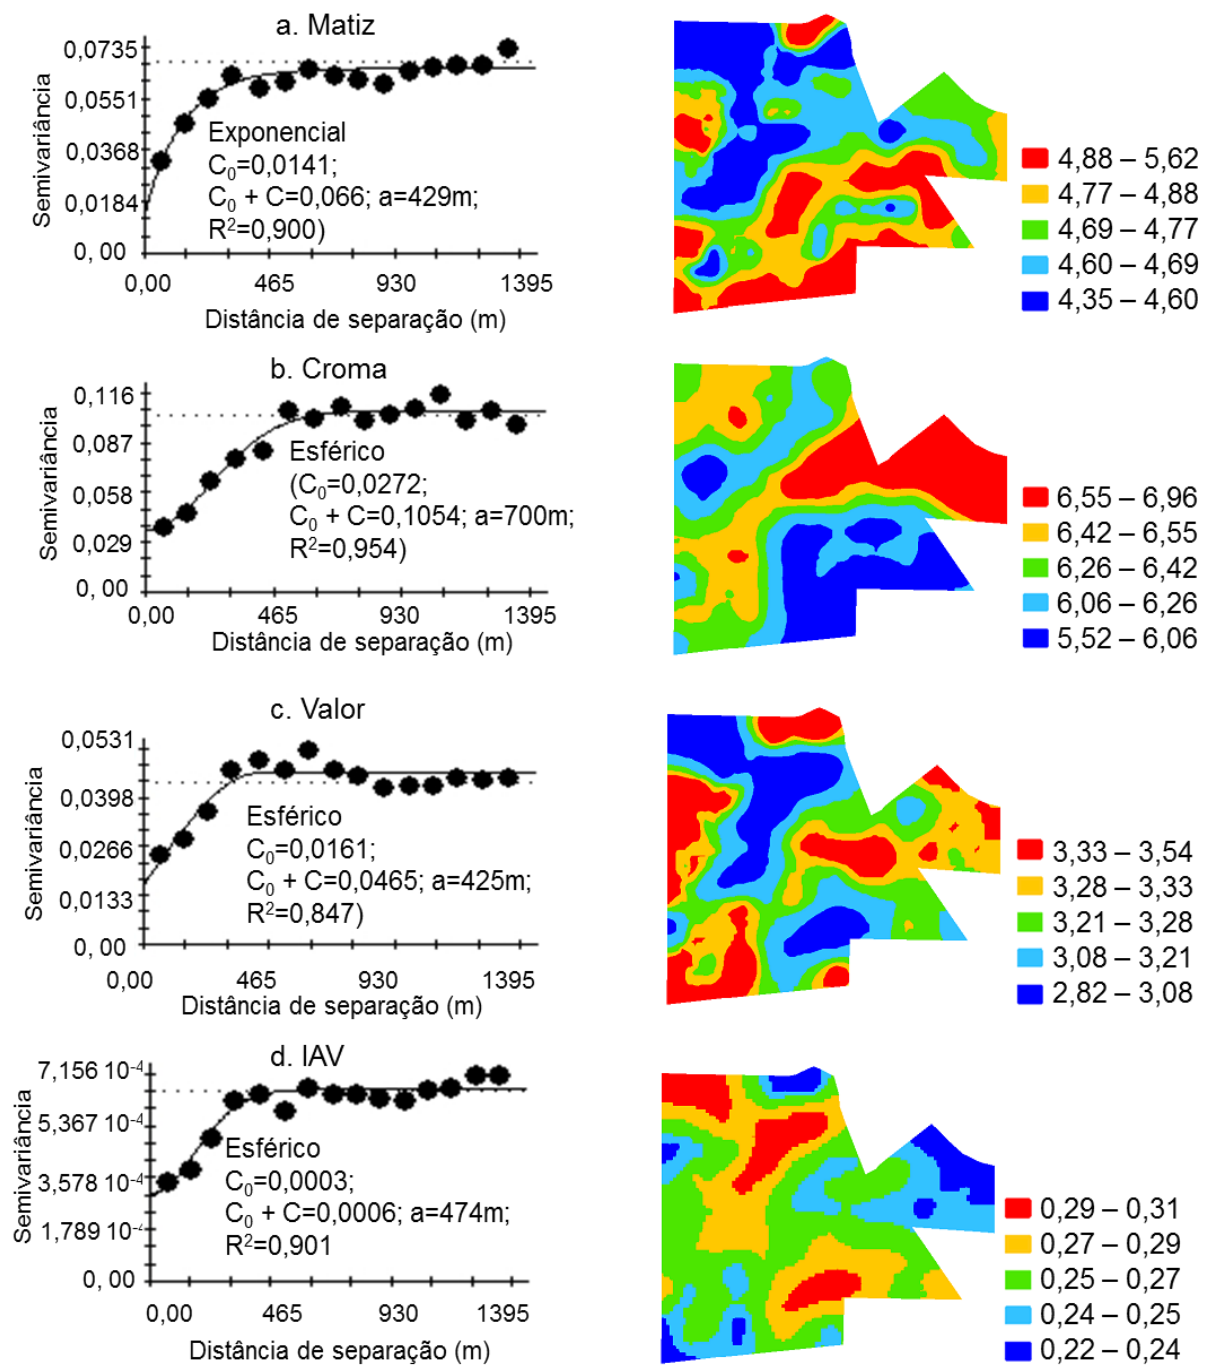 a. Matiz
Semivariância
0,0735
0,0551
0,0368
0,0184
0, 00
Exponencial
C₀=0,0141;
C₀ + C=0,066; a=429m;
R²=0,900)
0,00 465 930 1395
Distância de separação (m)
4,88 – 5,62
4,77 – 4,88
4,69 – 4,77
4,60 – 4,69
4,35 – 4,60
b. Croma
Semivariância
0,116
0,087
0,058
0,029
0, 00
Esférico
(C₀=0,0272;
C₀ + C=0,1054; a=700m;
R²=0,954)
0,00 465 930 1395
Distância de separação (m)
6,55 – 6,96
6,42 – 6,55
6,26 – 6,42
6,06 – 6,26
5,52 – 6,06
c. Valor
Semivariância
0,0531
0,0398
0,0266
0,0133
0, 00
Esférico
C₀=0,0161;
C₀ + C=0,0465; a=425m;
R²=0,847)
0,00 465 930 1395
Distância de separação (m)
3,33 – 3,54
3,28 – 3,33
3,21 – 3,28
3,08 – 3,21
2,82 – 3,08
d. IAV
Semivariância
7,156 10⁻⁴
5,367 10⁻⁴
3,578 10⁻⁴
1,789 10⁻⁴
0, 00
Esférico
C₀=0,0003;
C₀ + C=0,0006; a=474m;
R²=0,901
0,00 465 930 1395
Distância de separação (m)
0,29 – 0,31
0,27 – 0,29
0,25 – 0,27
0,24 – 0,25
0,22 – 0,24